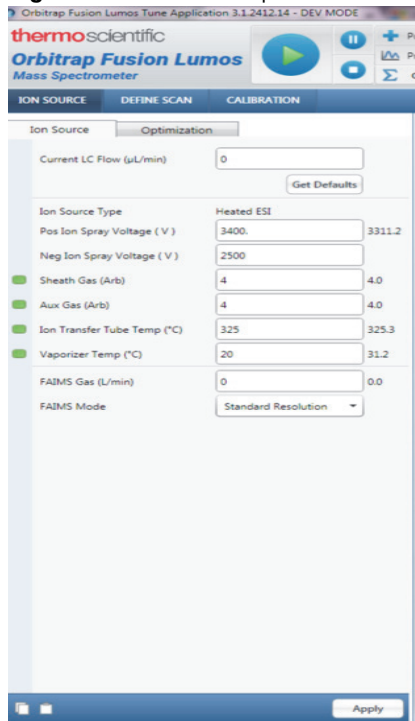 Orbitrap Fusion Lumos Tune Application 3.1.2412.14 - DEV MODE
thermoscientific
Orbitrap Fusion Lumos
Mass Spectrometer
ION SOURCE DEFINE SCAN CALIBRATION
Ion Source Optimization
Current LC Flow (µL/min) 0
Get Defaults
Ion Source Type Heated ESI
Pos Ion Spray Voltage ( V ) 3400. 3311.2
Neg Ion Spray Voltage ( V ) 2500
Sheath Gas (Arb) 4 4.0
Aux Gas (Arb) 4 4.0
Ion Transfer Tube Temp (°C) 325 325.3
Vaporizer Temp (°C) 20 31.2
FAIMS Gas (L/min) 0 0.0
FAIMS Mode Standard Resolution
Apply